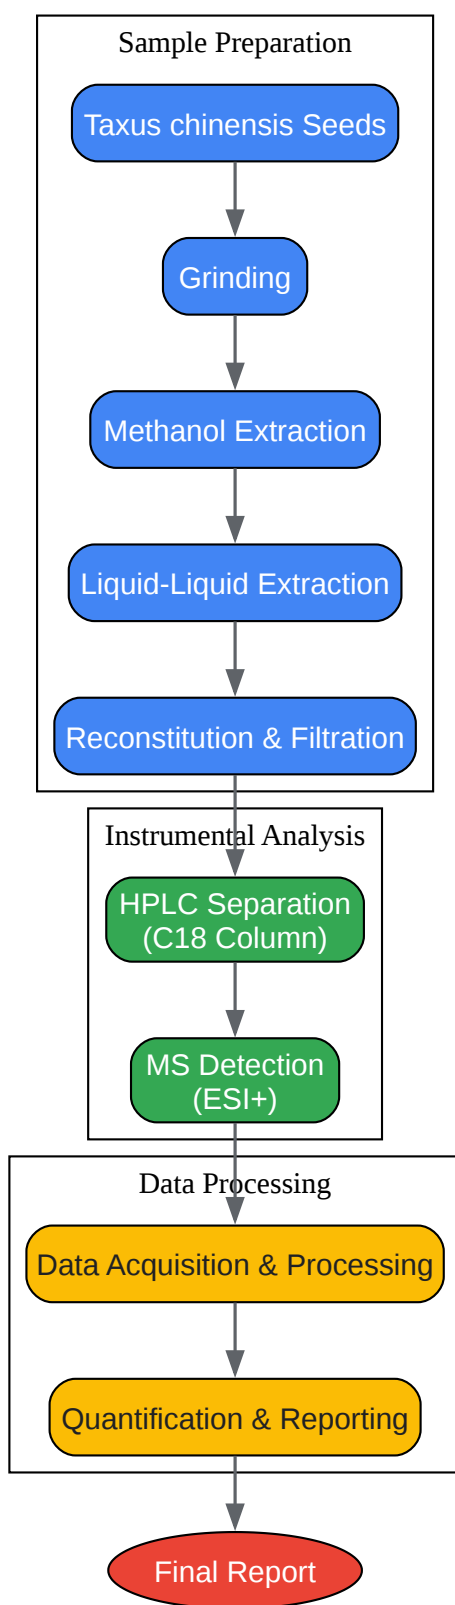 Sample Preparation
Taxus chinensis Seeds
Grinding
Methanol Extraction
Liquid-Liquid Extraction
Reconstitution & Filtration
Instrumental Analysis
HPLC Separation
(C18 Column)
MS Detection
(ESI+)
Data Processing
Data Acquisition & Processing
Quantification & Reporting
Final Report